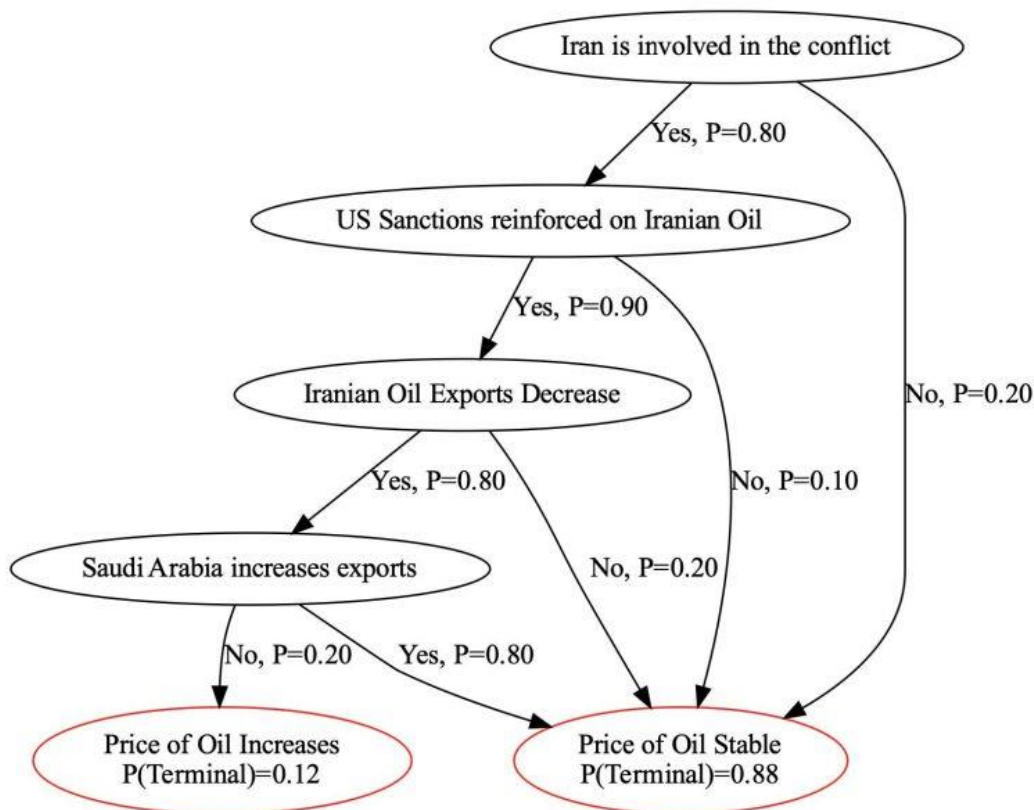 Iran is involved in the conflict
Yes, P=0.80
US Sanctions reinforced on Iranian Oil
Yes, P=0.90
Iranian Oil Exports Decrease
No, P=0.20
Yes, P=0.80
No, P=0.10
Saudi Arabia increases exports
No, P=0.20
No, P=0.20
Yes, P=0.80
Price of Oil Increases
P(Terminal)=0.12
Price of Oil Stable
P(Terminal)=0.88